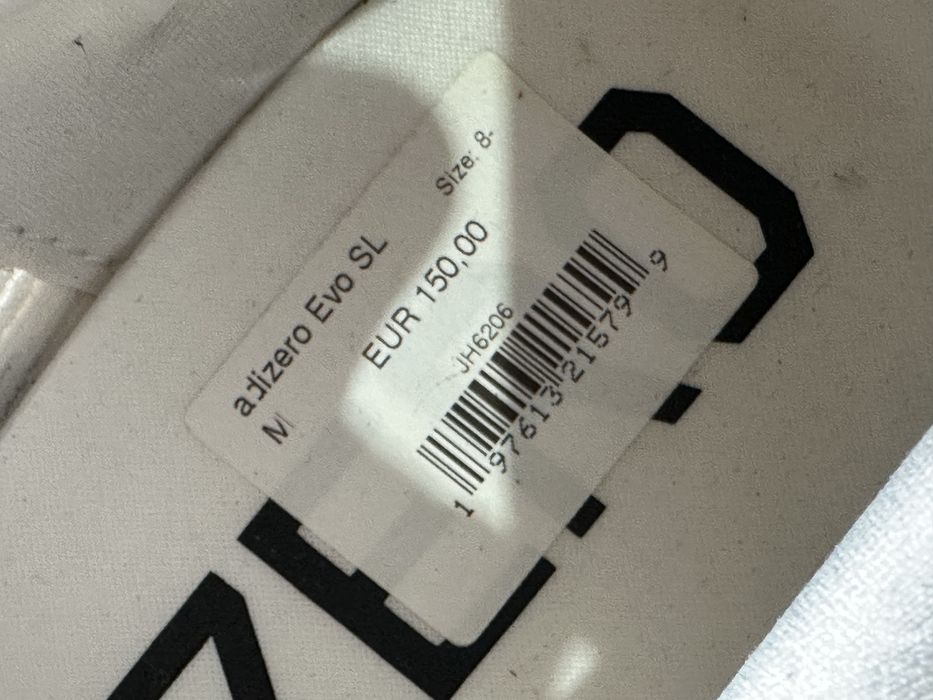 adizero Evo SL
M
Size: 8-
EUR 150,00
JH6206
1 97613 21579 9